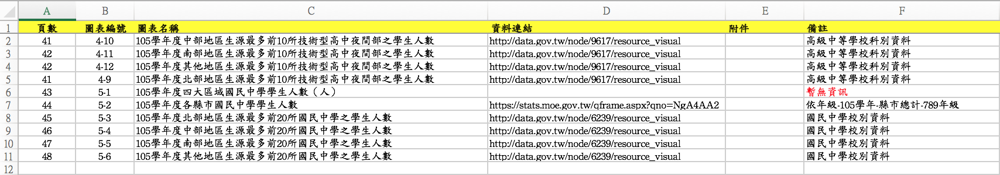 A B C D E F
1 頁數 圖表編號 圖表名稱 資料連結 附件 備註
2 41 4-10 105學年度中部地區生源最多前10所技術型高中夜間部之學生人數 http://data.gov.tw/node/9617/resource_visual 高級中等學校科別資料
3 42 4-11 105學年度南部地區生源最多前10所技術型高中夜間部之學生人數 http://data.gov.tw/node/9617/resource_visual 高級中等學校科別資料
4 42 4-12 105學年度其他地區生源最多前10所技術型高中夜間部之學生人數 http://data.gov.tw/node/9617/resource_visual 高級中等學校科別資料
5 41 4-9 105學年度北部地區生源最多前10所技術型高中夜間部之學生人數 http://data.gov.tw/node/9617/resource_visual 高級中等學校科別資料
6 43 5-1 105學年度四大區域國民中學學生人數（人） 暫無資訊
7 44 5-2 105學年度各縣市國民中學學生人數 https://stats.moe.gov.tw/qframe.aspx?qno=NgA4AA2 依年級-105學年-縣市總計-789年級
8 45 5-3 105學年度北部地區生源最多前20所國民中學之學生人數 http://data.gov.tw/node/6239/resource_visual 國民中學校別資料
9 46 5-4 105學年度中部地區生源最多前20所國民中學之學生人數 http://data.gov.tw/node/6239/resource_visual 國民中學校別資料
10 47 5-5 105學年度南部地區生源最多前20所國民中學之學生人數 http://data.gov.tw/node/6239/resource_visual 國民中學校別資料
11 48 5-6 105學年度其他地區生源最多前20所國民中學之學生人數 http://data.gov.tw/node/6239/resource_visual 國民中學校別資料
12